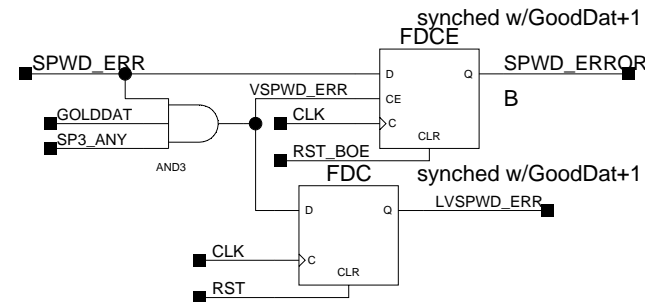 synched w/GoodDat+1
FDCE
SPWD_ERR
D
Q
SPWD_ERROR
VSPWD_ERR
CE
B
GOLDDAT
CLK
C
SP3_ANY
CLR
AND3
RST_BOE
FDC
synched w/GoodDat+1
D
Q
LVSPWD_ERR
CLK
C
CLR
RST